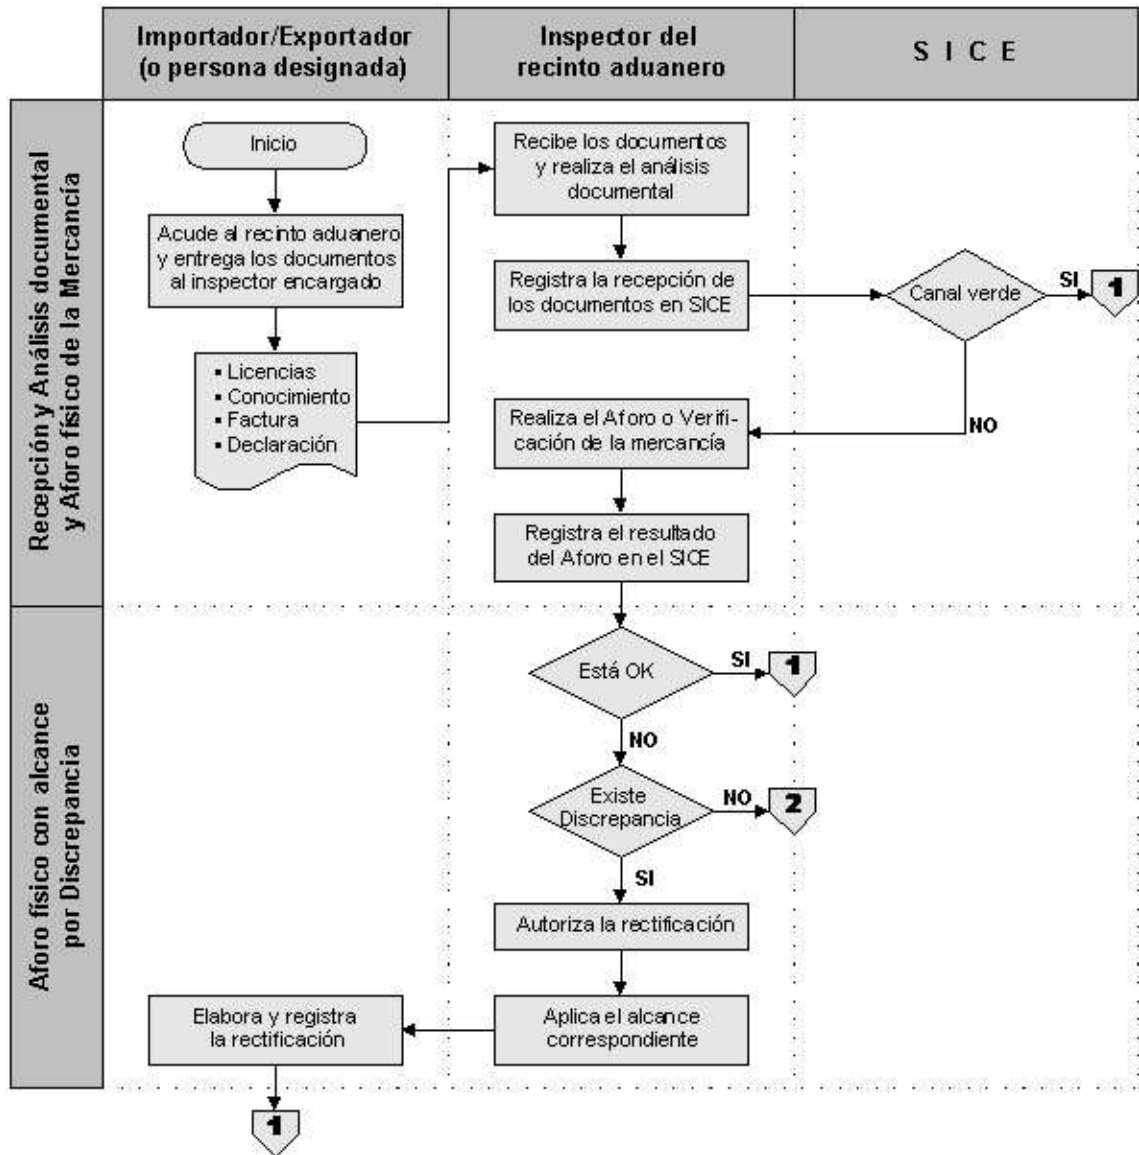 Importador/Exportador
(o persona designada)
Inspector del
recinto aduanero
S I C E
Recepción y Análisis documental
y Aforo físico de la Mercancía
Inicio
Acude al recinto aduanero
y entrega los documentos
al inspector encargado
▪ Licencias
▪ Conocimiento
▪ Factura
▪ Declaración
Recibe los documentos
y realiza el análisis
documental
Registra la recepción de
los documentos en SICE
Canal verde
SI
1
NO
Realiza el Aforo o Verifi-
cación de la mercancía
Registra el resultado
del Aforo en el SICE
Aforo físico con alcance
por Discrepancia
Está OK
SI
1
NO
Existe
Discrepancia
NO
2
SI
Autoriza la rectificación
Aplica el alcance
correspondiente
Elabora y registra
la rectificación
1